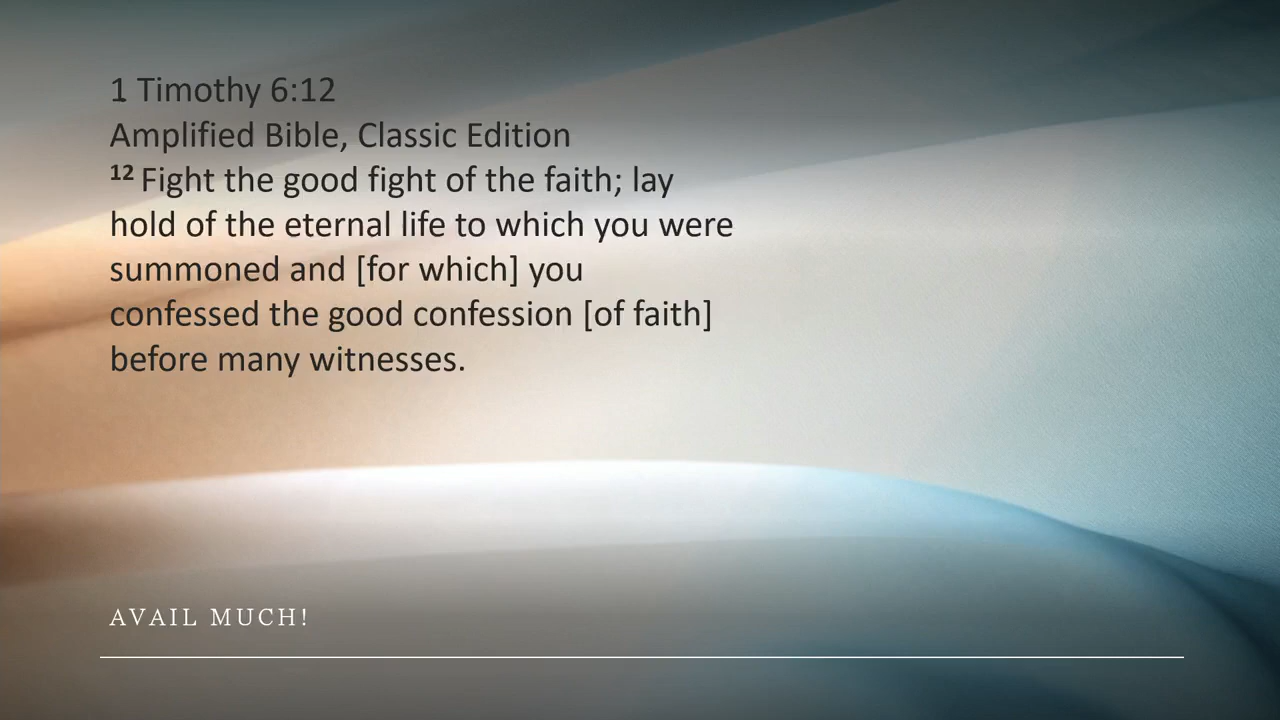 1 Timothy 6:12
Amplified Bible, Classic Edition
12 Fight the good fight of the faith; lay
hold of the eternal life to which you were
summoned and [for which] you
confessed the good confession [of faith]
before many witnesses.
AVAIL MUCH!